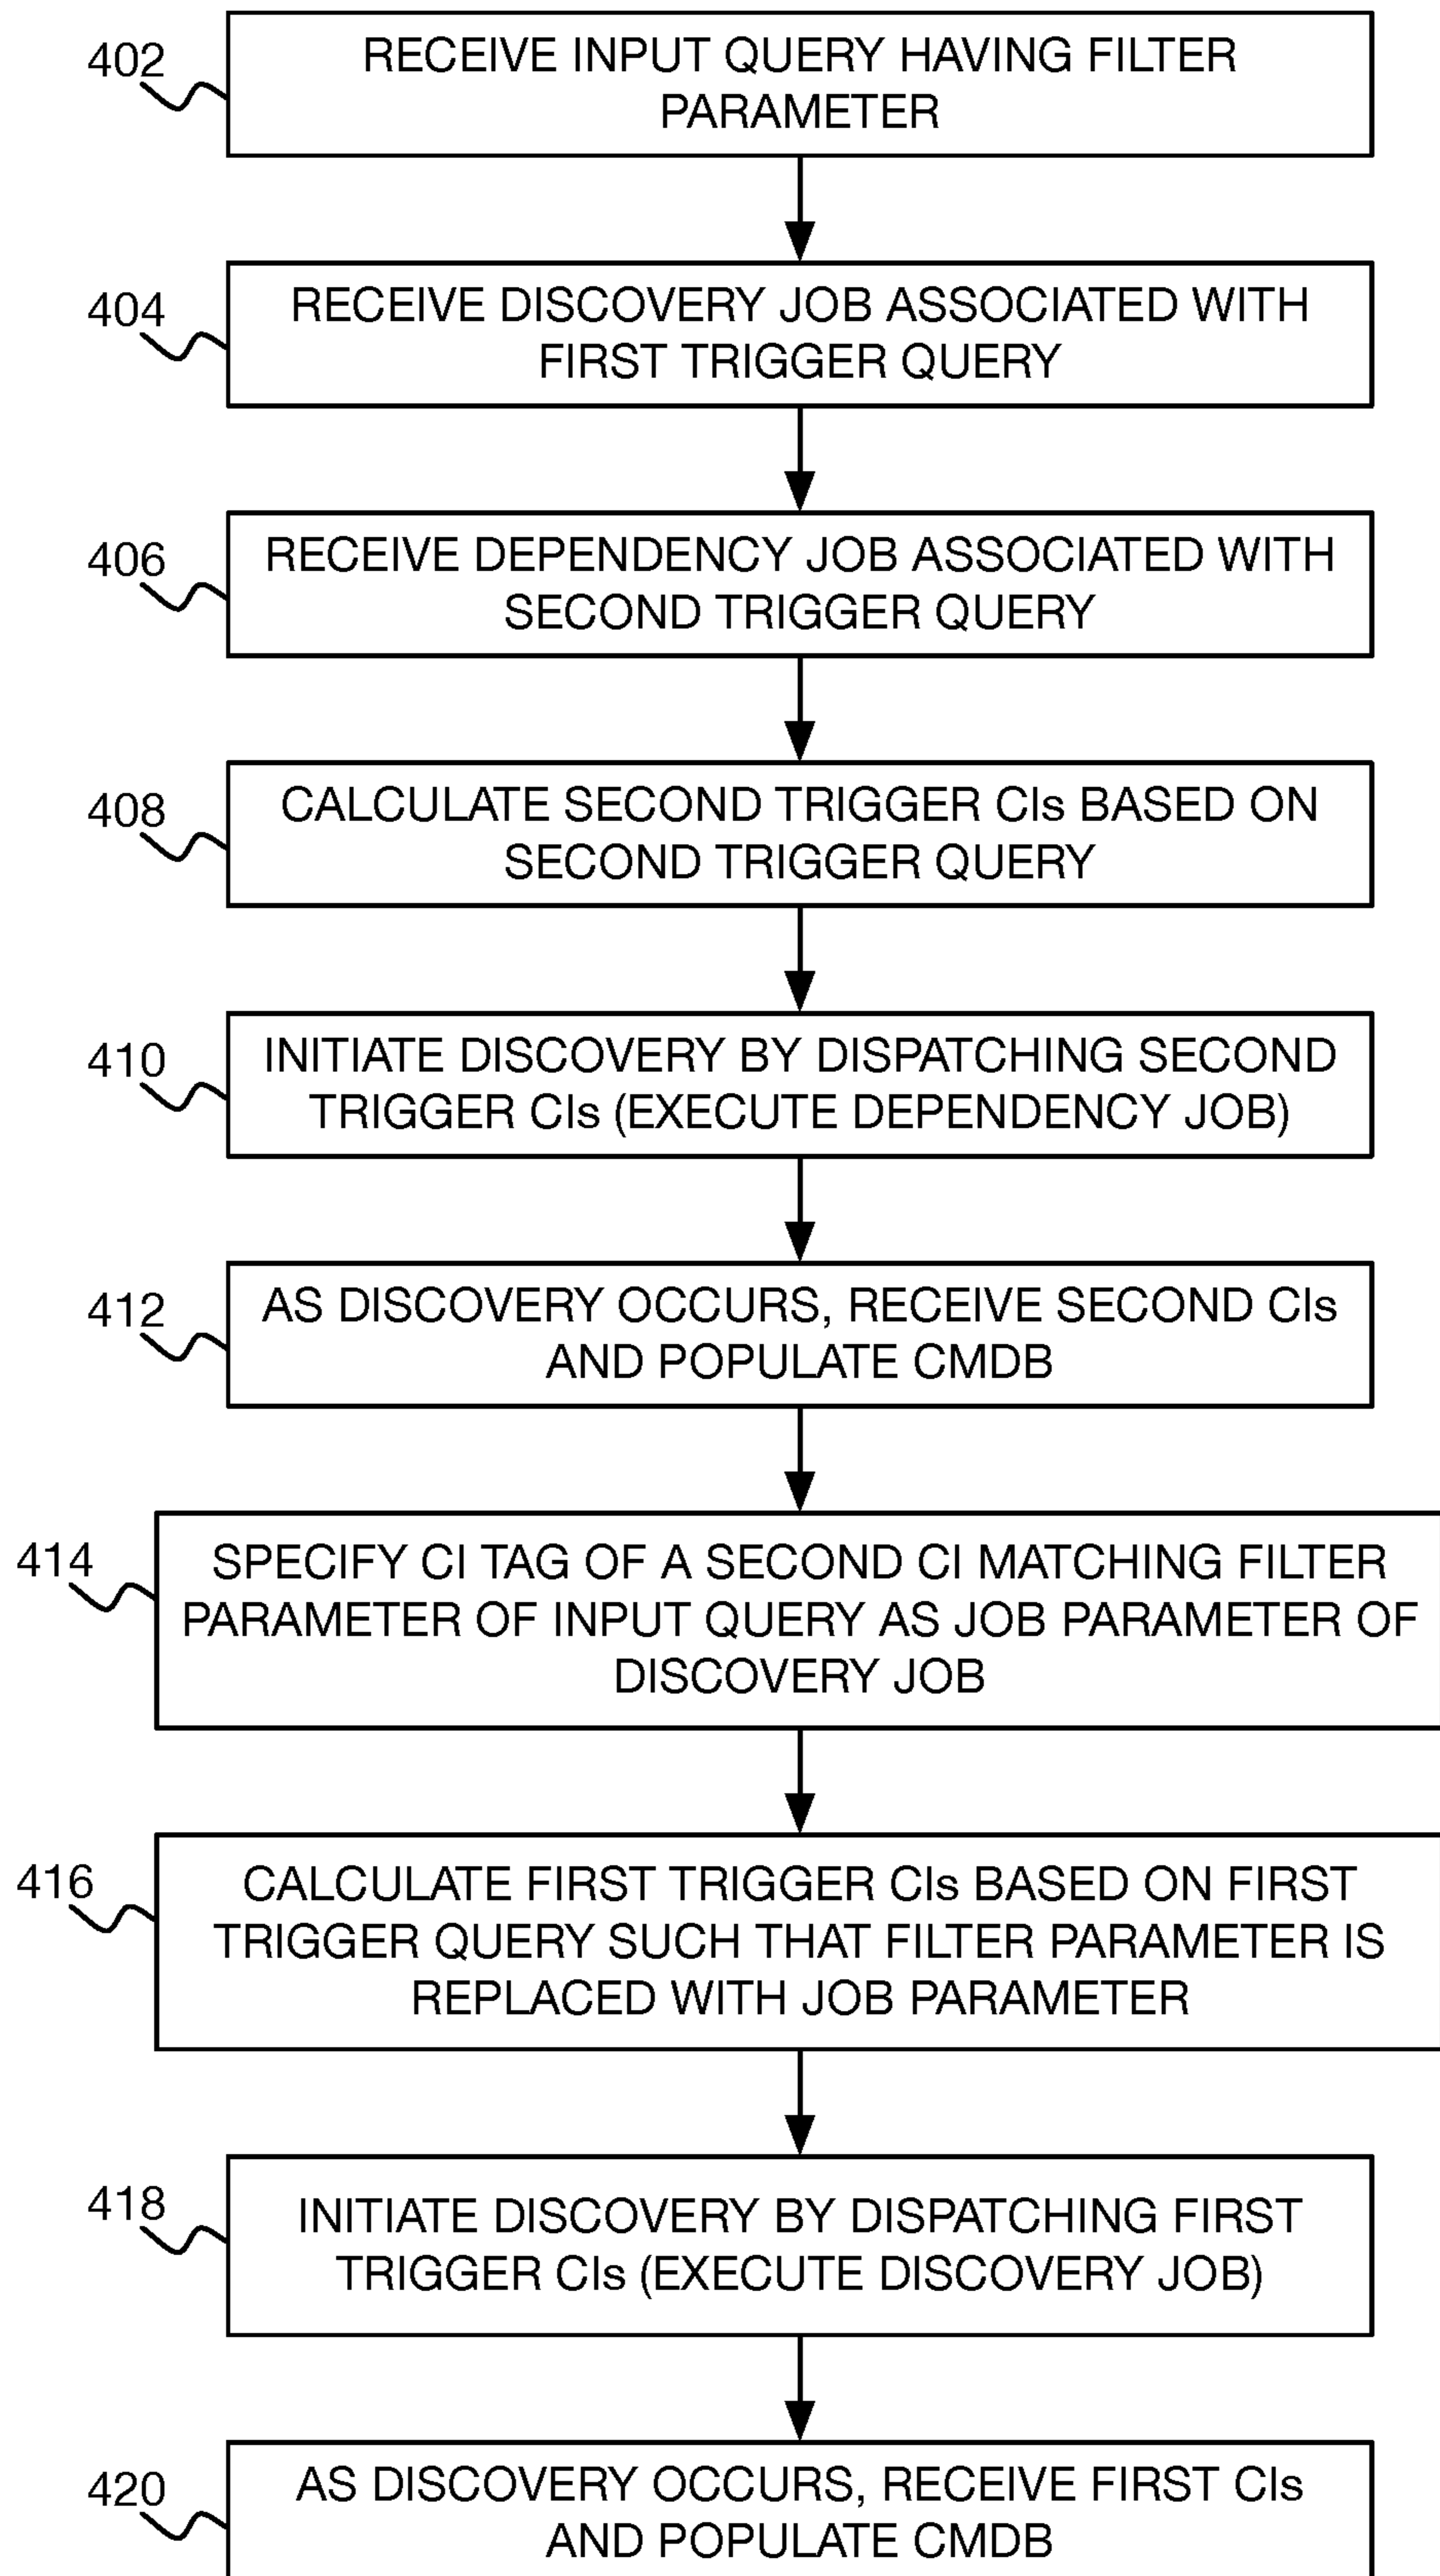 402
RECEIVE INPUT QUERY HAVING FILTER
PARAMETER
404
RECEIVE DISCOVERY JOB ASSOCIATED WITH
FIRST TRIGGER QUERY
406
RECEIVE DEPENDENCY JOB ASSOCIATED WITH
SECOND TRIGGER QUERY
408
CALCULATE SECOND TRIGGER CIs BASED ON
SECOND TRIGGER QUERY
410
INITIATE DISCOVERY BY DISPATCHING SECOND
TRIGGER CIs (EXECUTE DEPENDENCY JOB)
412
AS DISCOVERY OCCURS, RECEIVE SECOND CIs
AND POPULATE CMDB
414
SPECIFY CI TAG OF A SECOND CI MATCHING FILTER
PARAMETER OF INPUT QUERY AS JOB PARAMETER OF
DISCOVERY JOB
416
CALCULATE FIRST TRIGGER CIs BASED ON FIRST
TRIGGER QUERY SUCH THAT FILTER PARAMETER IS
REPLACED WITH JOB PARAMETER
418
INITIATE DISCOVERY BY DISPATCHING FIRST
TRIGGER CIs (EXECUTE DISCOVERY JOB)
420
AS DISCOVERY OCCURS, RECEIVE FIRST CIs
AND POPULATE CMDB